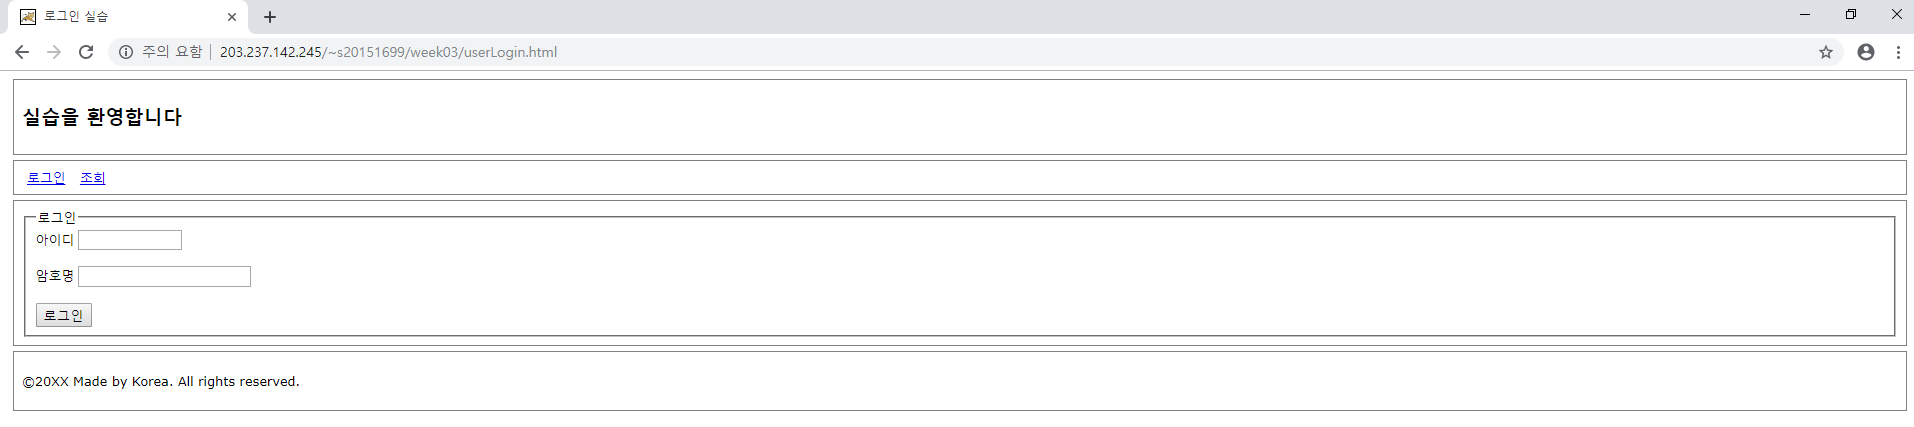 로그인 실습
주의 요함 203.237.142.245/~s20151699/week03/userLogin.html
실습을 환영합니다
로그인 조회
로그인
아이디
암호명
로그인
©20XX Made by Korea. All rights reserved.